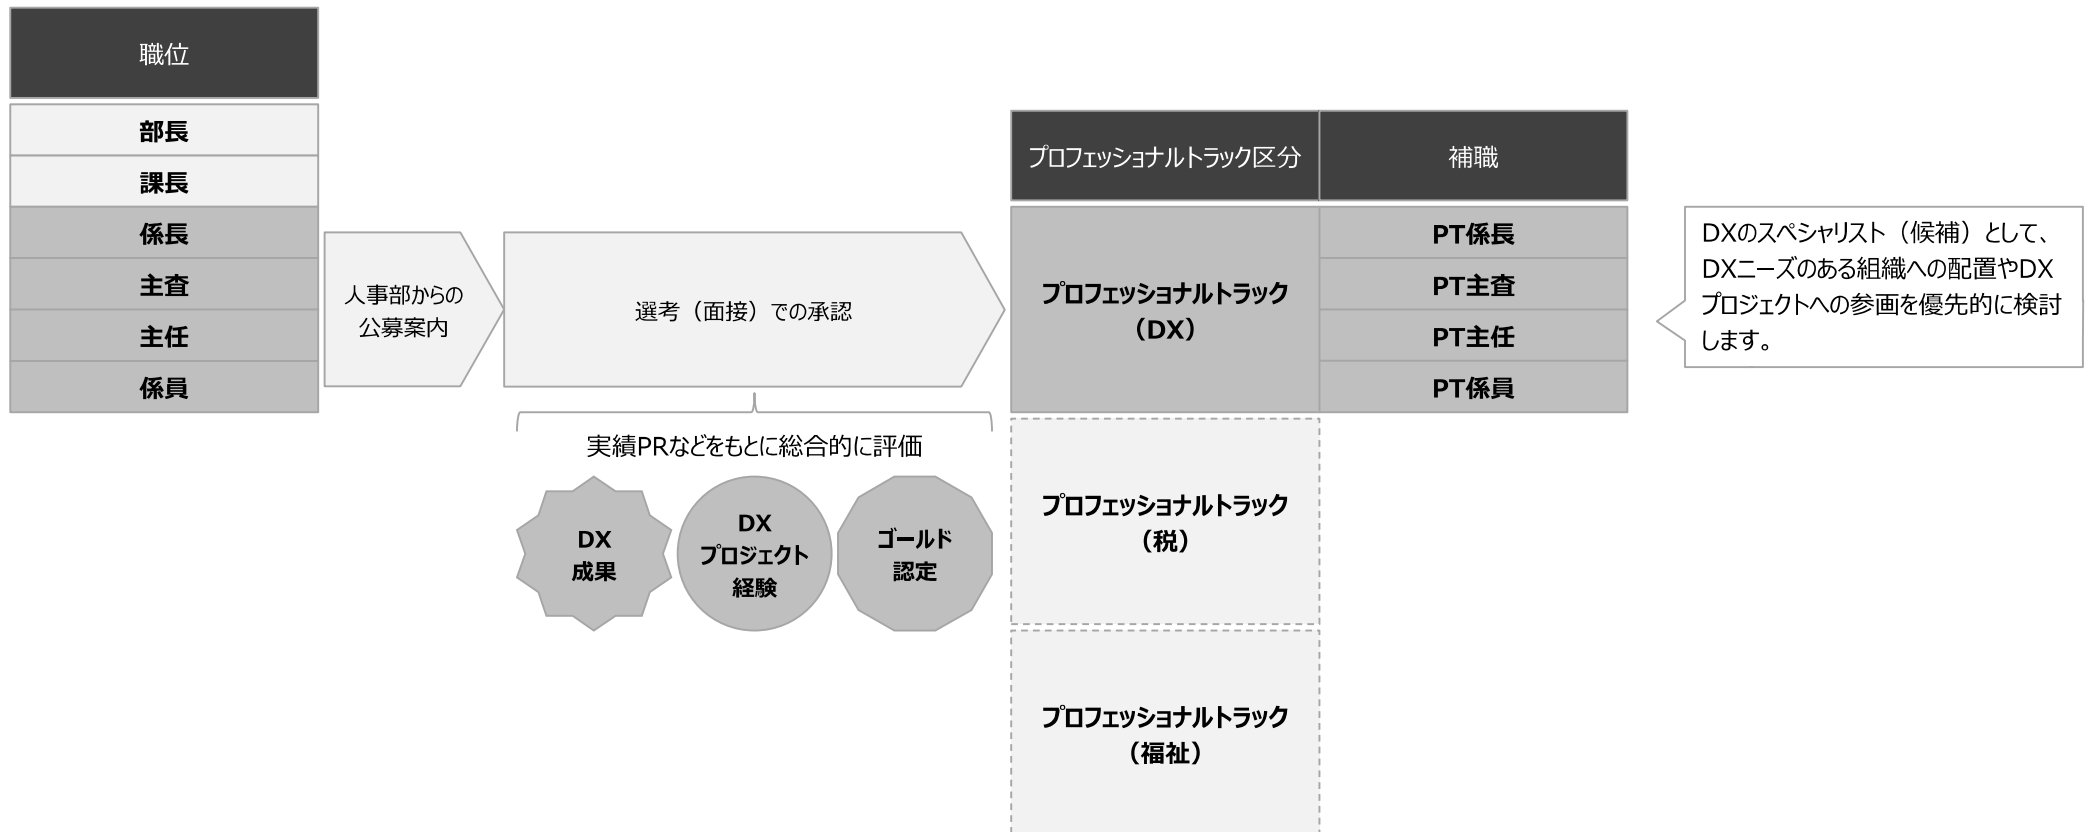 職位
部長
課長
係長
主査
主任
係員
人事部からの
公募案内
選考（面接）での承認
実績PRなどをもとに総合的に評価
DX
成果
DX
プロジェクト
経験
ゴールド
認定
プロフェッショナルトラック区分
補職
プロフェッショナルトラック
（DX）
PT係長
PT主査
PT主任
PT係員
プロフェッショナルトラック
（税）
プロフェッショナルトラック
（福祉）
DXのスペシャリスト（候補）として、
DXニーズのある組織への配置やDX
プロジェクトへの参画を優先的に検討
します。